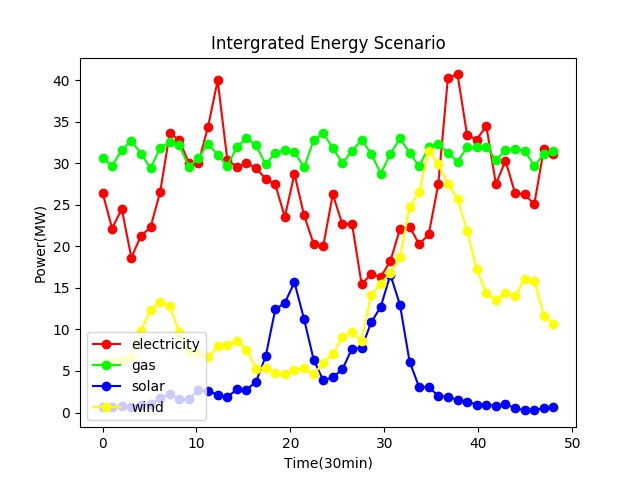 Intergrated Energy Scenario
Power(MW)
40
35
30
25
20
15
10
5
0
electricity
gas
solar
wind
0 10 20 30 40 50
Time(30min)